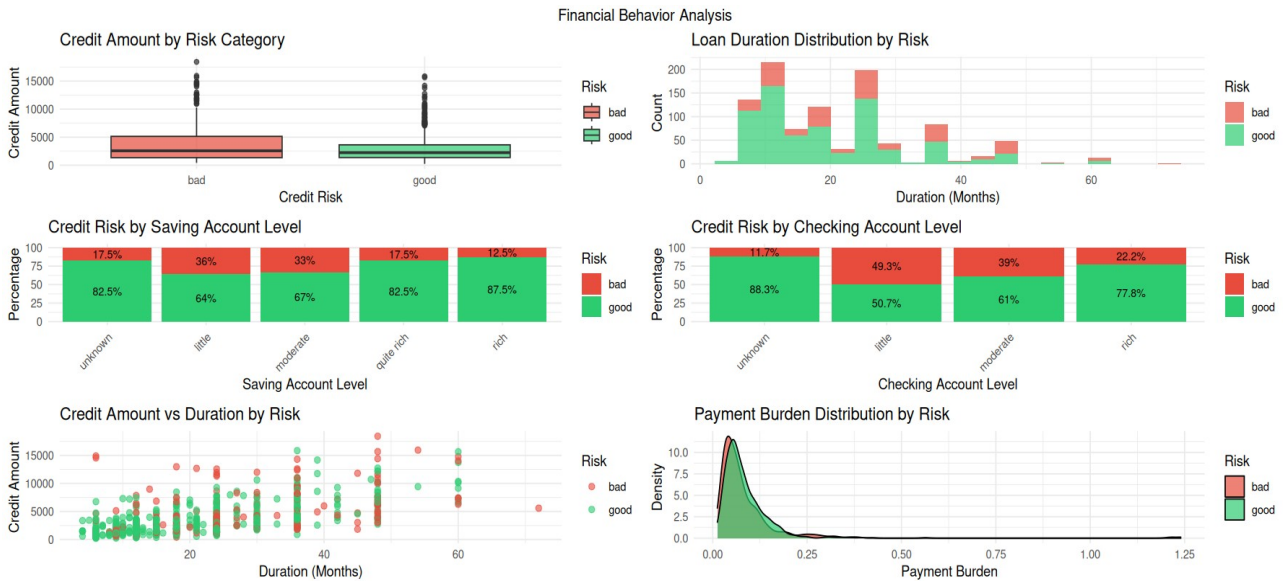 Financial Behavior Analysis
Credit Amount by Risk Category
Credit Amount
15000
10000
5000
0
bad
good
Credit Risk
Risk
bad
good
Loan Duration Distribution by Risk
Count
200
150
100
50
0
0
20
40
60
Duration (Months)
Risk
bad
good
Credit Risk by Saving Account Level
Percentage
100
75
50
25
0
17.5%
36%
33%
17.5%
12.5%
82.5%
64%
67%
82.5%
87.5%
unknown
little
moderate
quite rich
rich
Saving Account Level
Risk
bad
good
Credit Risk by Checking Account Level
Percentage
100
75
50
25
0
11.7%
49.3%
39%
22.2%
88.3%
50.7%
61%
77.8%
unknown
little
moderate
rich
Checking Account Level
Risk
bad
good
Credit Amount vs Duration by Risk
Credit Amount
15000
10000
5000
0
20
40
60
Duration (Months)
Risk
bad
good
Payment Burden Distribution by Risk
Density
10.0
7.5
5.0
2.5
0.0
0.00
0.25
0.50
0.75
1.00
1.25
Payment Burden
Risk
bad
good